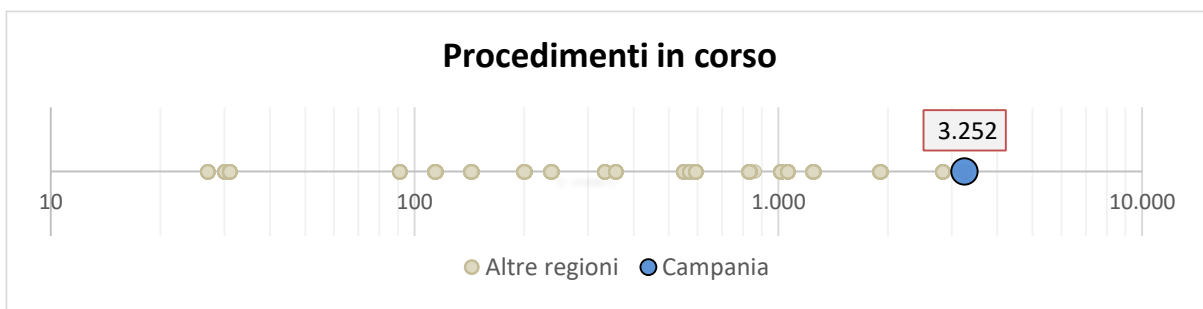 Procedimenti in corso
3.252
10 100 1.000 10.000
Altre regioni Campania